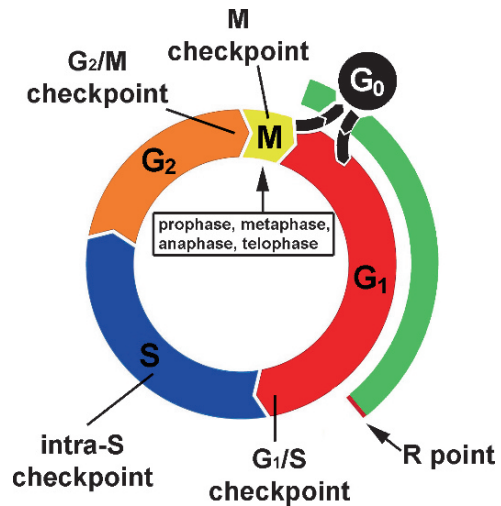 M
checkpoint
G₂/M
checkpoint
G₀
M
G₂
prophase, metaphase,
anaphase, telophase
G₁
S
intra-S
checkpoint
G₁/S
checkpoint
R point